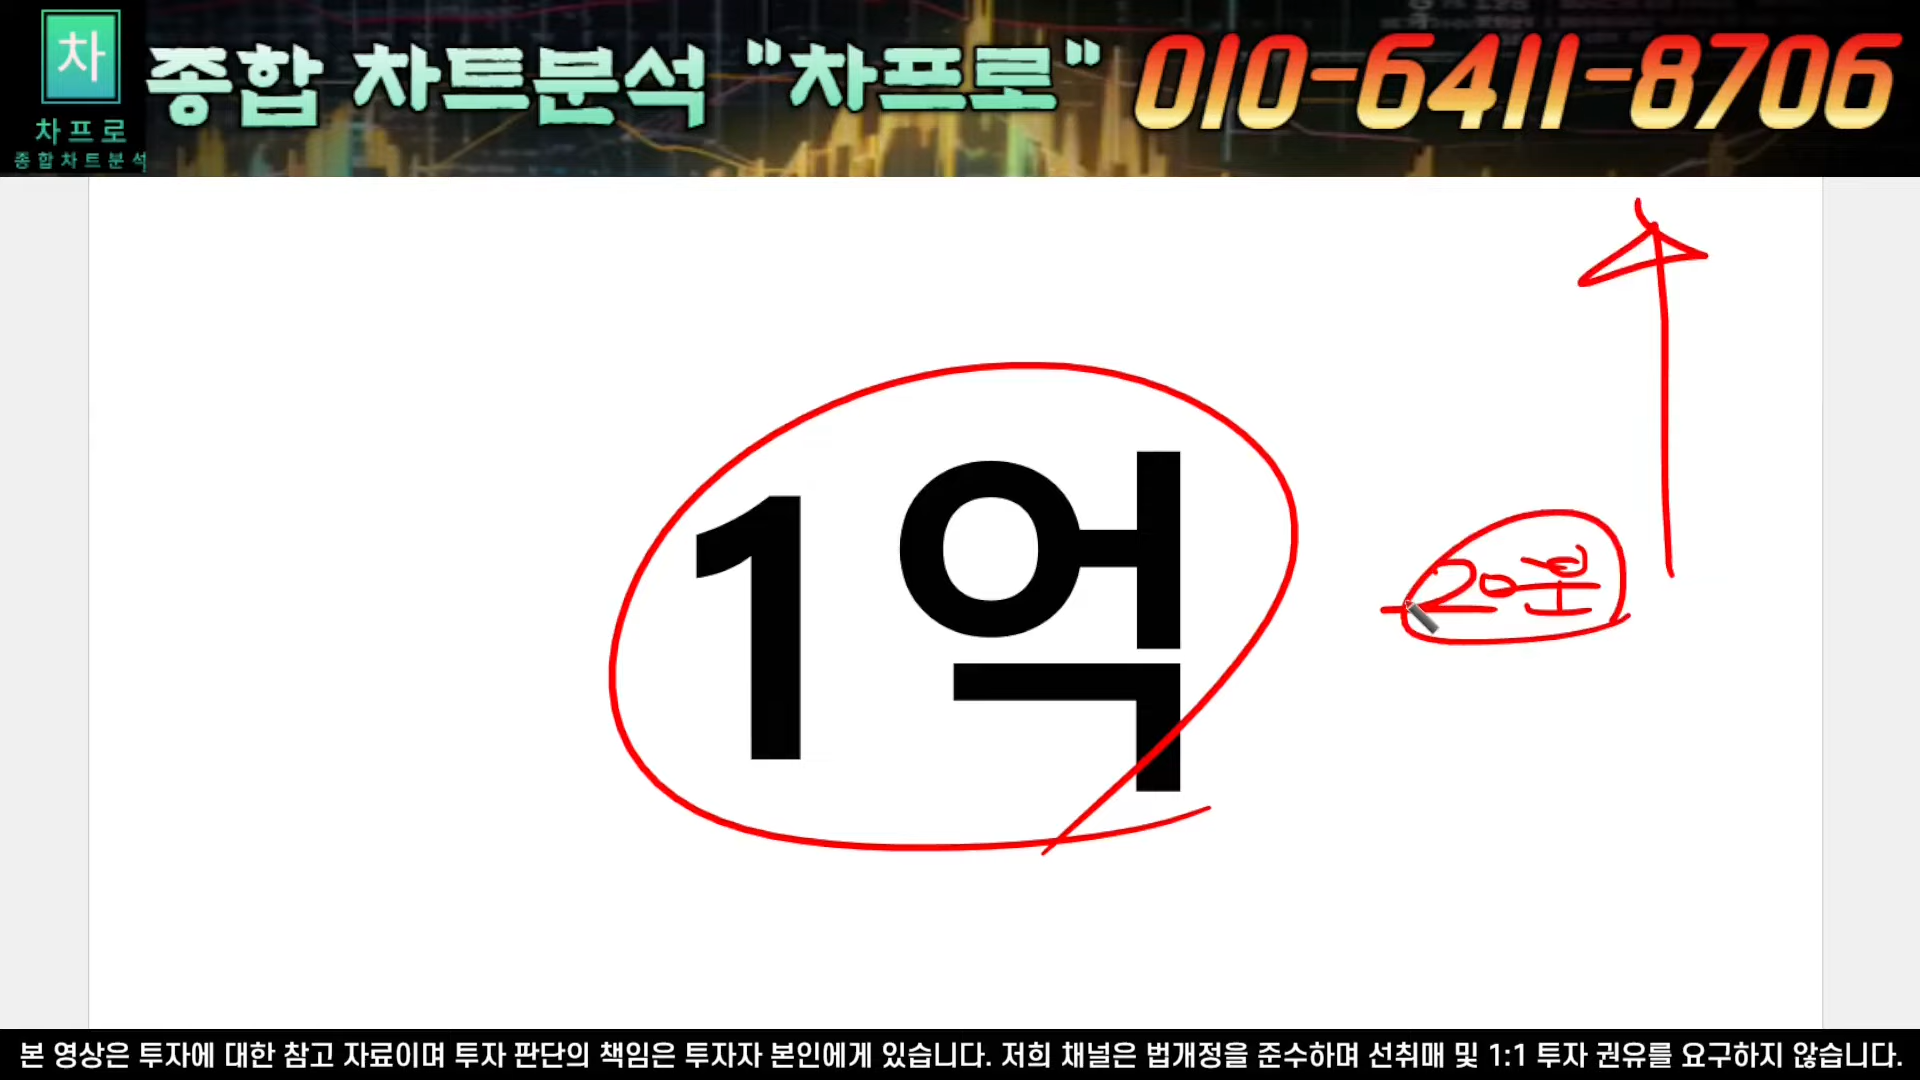 차
차프로
종합차트분석
종합 차트분석 "차프로" 010-6411-8706
1억
20분
본 영상은 투자에 대한 참고 자료이며 투자 판단의 책임은 투자자 본인에게 있습니다. 저희 채널은 법개정을 준수하며 선취매 및 1:1 투자 권유를 요구하지 않습니다.